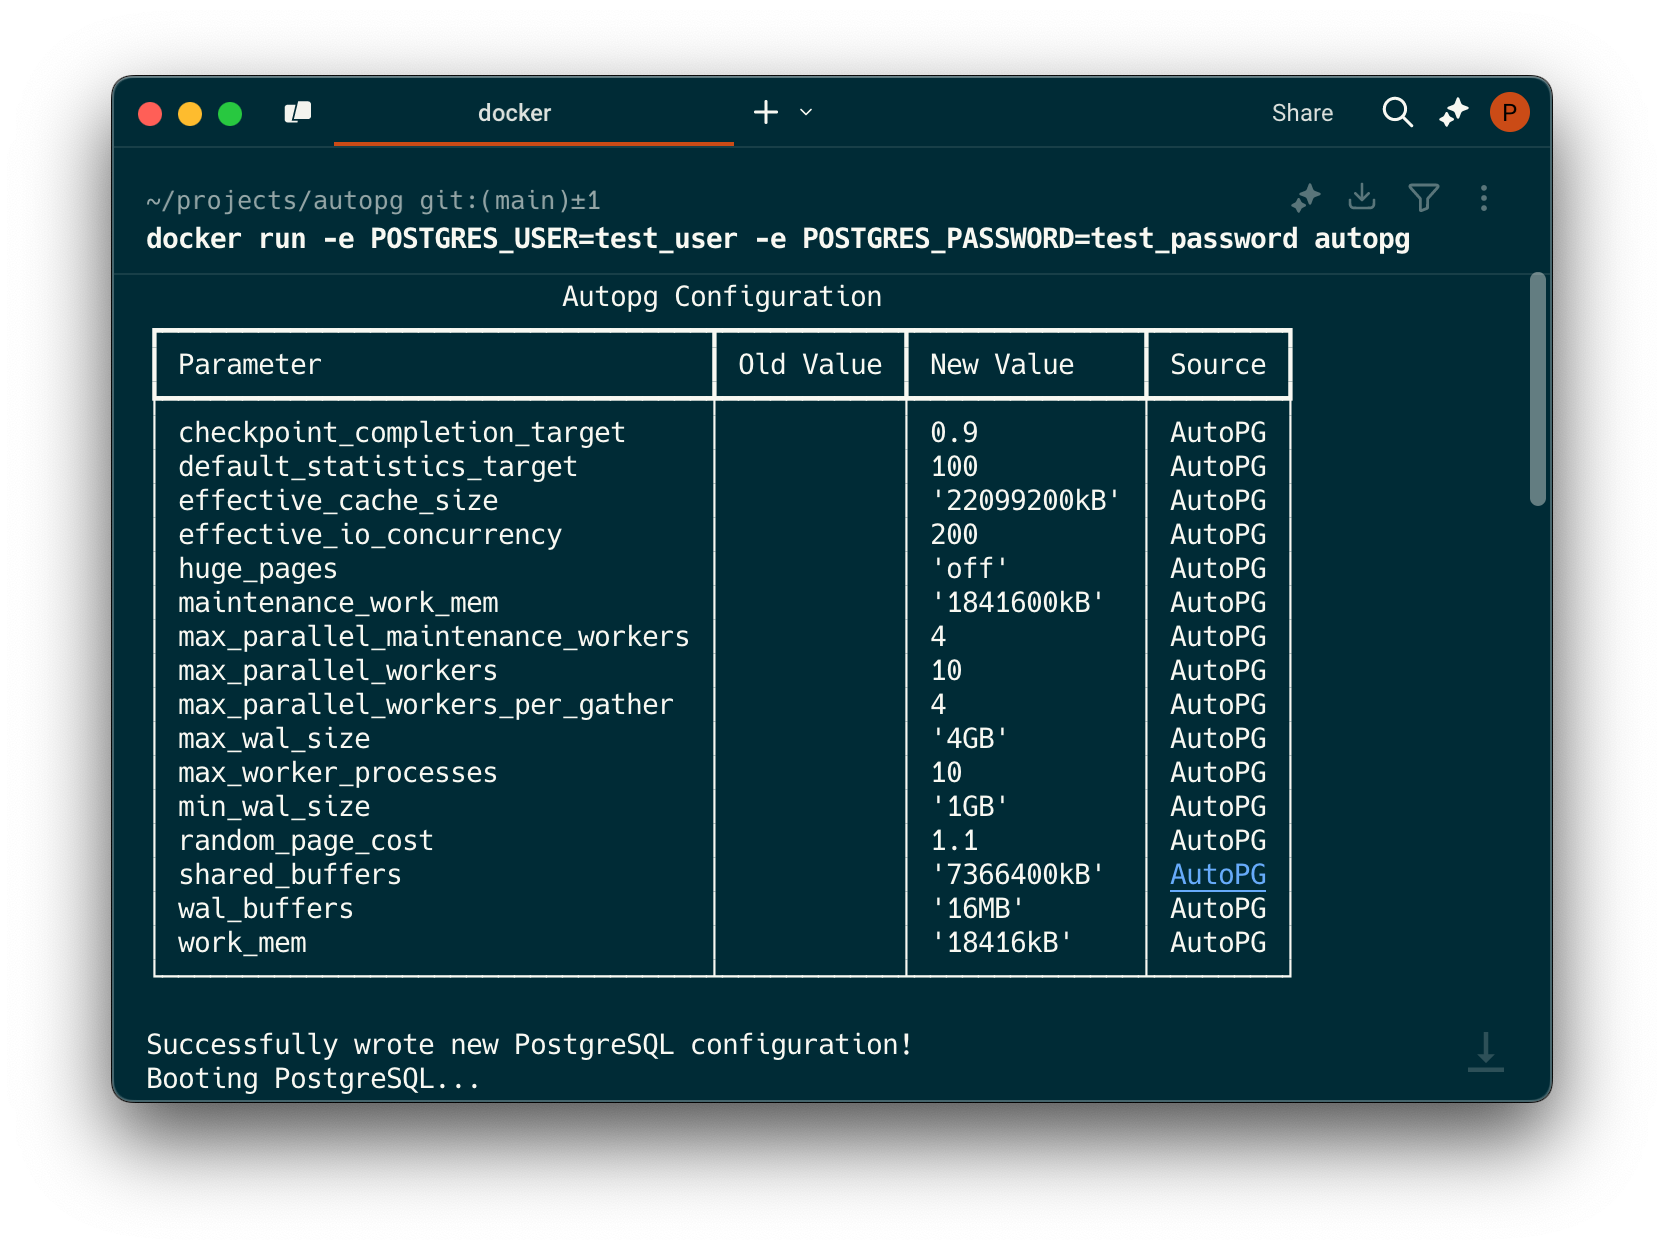 docker
Share
P
~/projects/autopg git:(main)±1
docker run -e POSTGRES_USER=test_user -e POSTGRES_PASSWORD=test_password autopg
Autopg Configuration
Parameter Old Value New Value Source
checkpoint_completion_target 0.9 AutoPG
default_statistics_target 100 AutoPG
effective_cache_size '22099200kB' AutoPG
effective_io_concurrency 200 AutoPG
huge_pages 'off' AutoPG
maintenance_work_mem '1841600kB' AutoPG
max_parallel_maintenance_workers 4 AutoPG
max_parallel_workers 10 AutoPG
max_parallel_workers_per_gather 4 AutoPG
max_wal_size '4GB' AutoPG
max_worker_processes 10 AutoPG
min_wal_size '1GB' AutoPG
random_page_cost 1.1 AutoPG
shared_buffers '7366400kB' AutoPG
wal_buffers '16MB' AutoPG
work_mem '18416kB' AutoPG
Successfully wrote new PostgreSQL configuration!
Booting PostgreSQL...